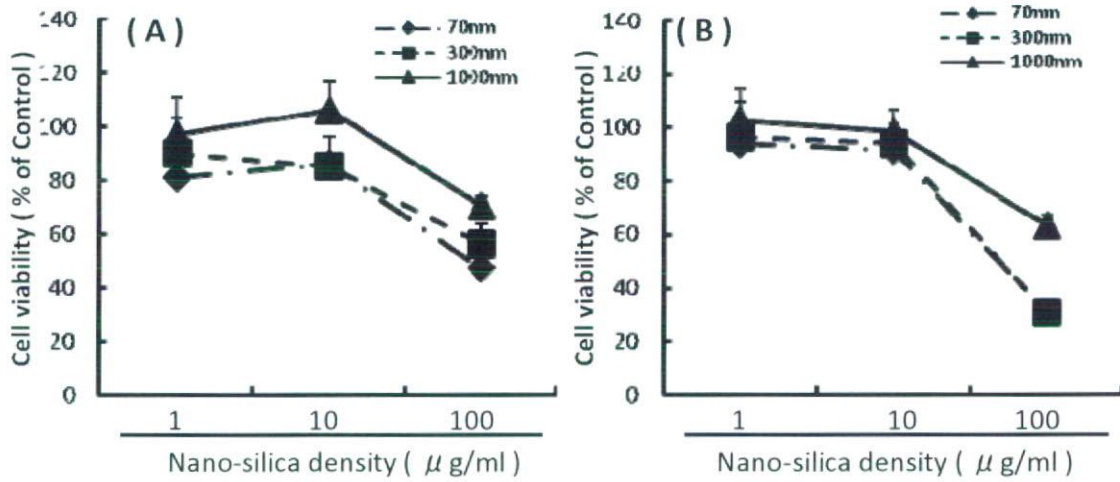 ( A )
70nm
300nm
1000nm
Cell viability ( % of Control )
140
120
100
80
60
40
20
0
1 10 100
Nano-silica density ( μ g/ml )
( B )
70nm
300nm
1000nm
Cell viability ( % of Control )
140
120
100
80
60
40
20
0
1 10 100
Nano-silica density ( μ g/ml )